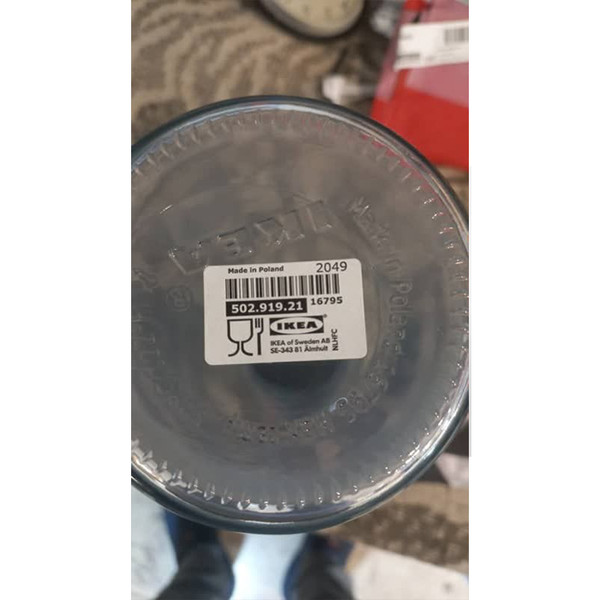 IKEA
Made in Poland
Made in Poland 2049
502.919.21 16795
IKEA
IKEA of Sweden AB
SE-343 81 Älmhult
NLHFC